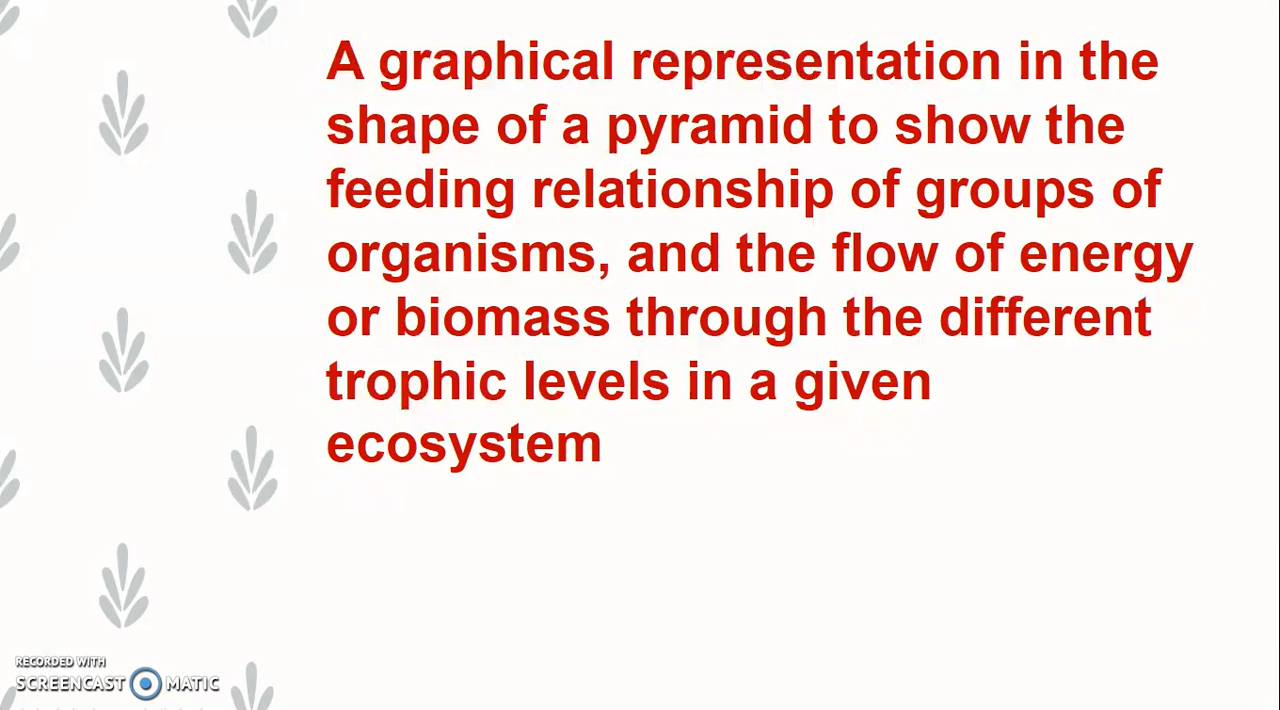 A graphical representation in the
shape of a pyramid to show the
feeding relationship of groups of
organisms, and the flow of energy
or biomass through the different
trophic levels in a given
ecosystem
RECORDED WITH
SCREENCAST MATIC